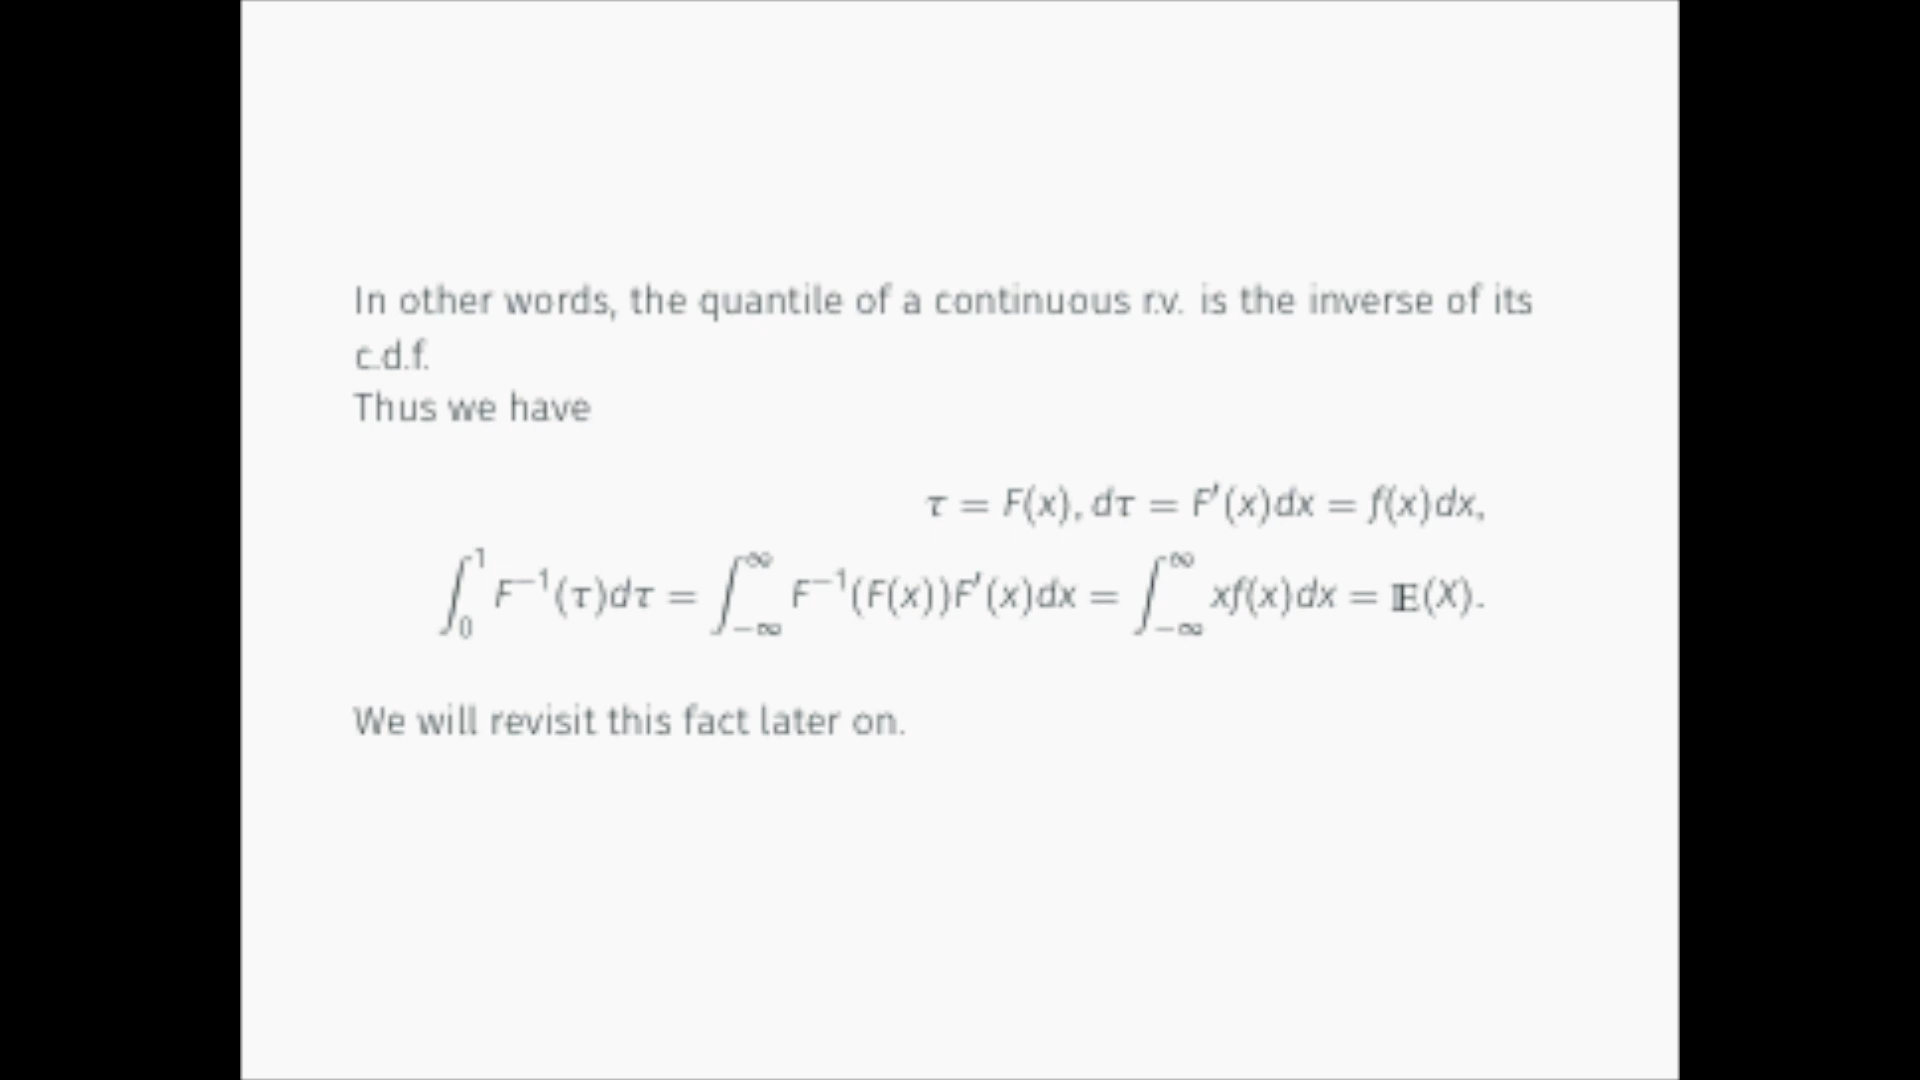 In other words, the quantile of a continuous r.v. is the inverse of its
c.d.f.
Thus we have
τ = F(x), dτ = F′(x)dx = f(x)dx,
∫₀¹ F⁻¹(τ)dτ = ∫_{−∞}^{∞} F⁻¹(F(x))F′(x)dx = ∫_{−∞}^{∞} xf(x)dx = 𝔼(X).
We will revisit this fact later on.